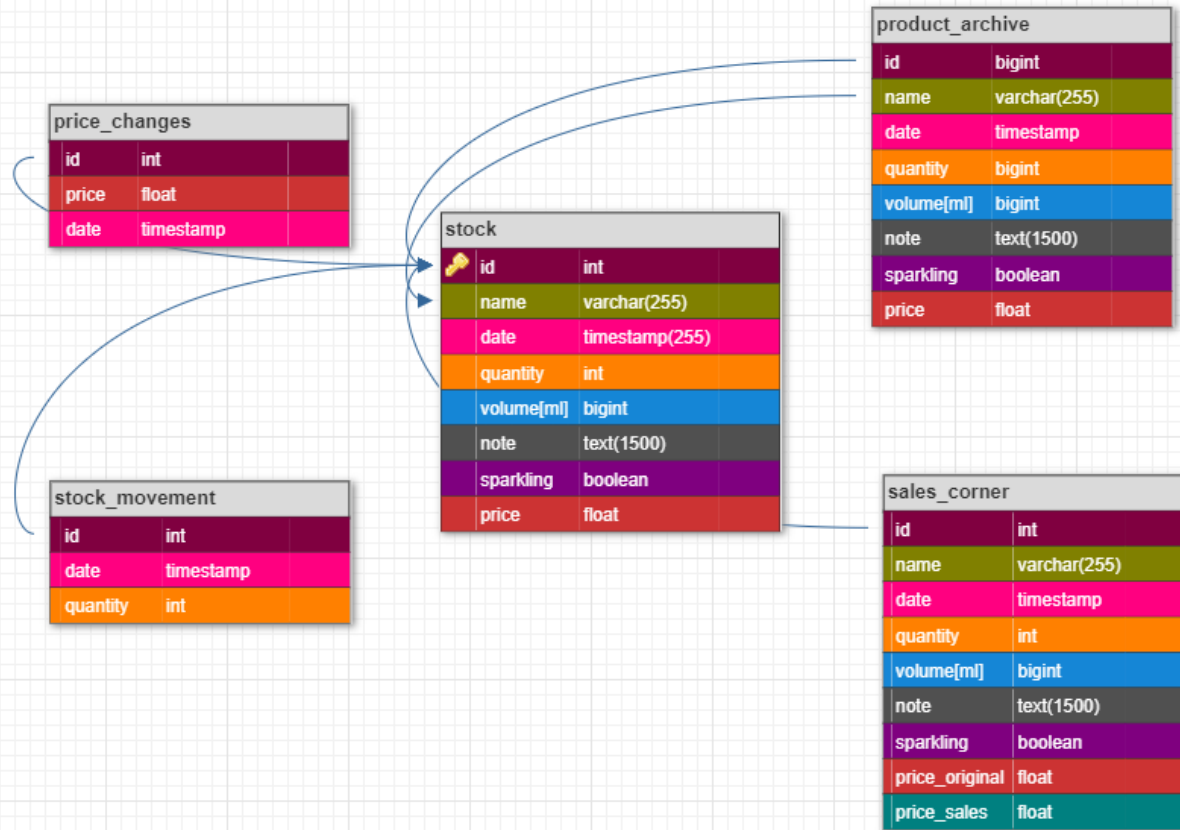 product_archive
id bigint
name varchar(255)
date timestamp
quantity bigint
volume[ml] bigint
note text(1500)
sparkling boolean
price float
price_changes
id int
price float
date timestamp
stock
id int
name varchar(255)
date timestamp(255)
quantity int
volume[ml] bigint
note text(1500)
sparkling boolean
price float
stock_movement
id int
date timestamp
quantity int
sales_corner
id int
name varchar(255)
date timestamp
quantity int
volume[ml] bigint
note text(1500)
sparkling boolean
price_original float
price_sales float